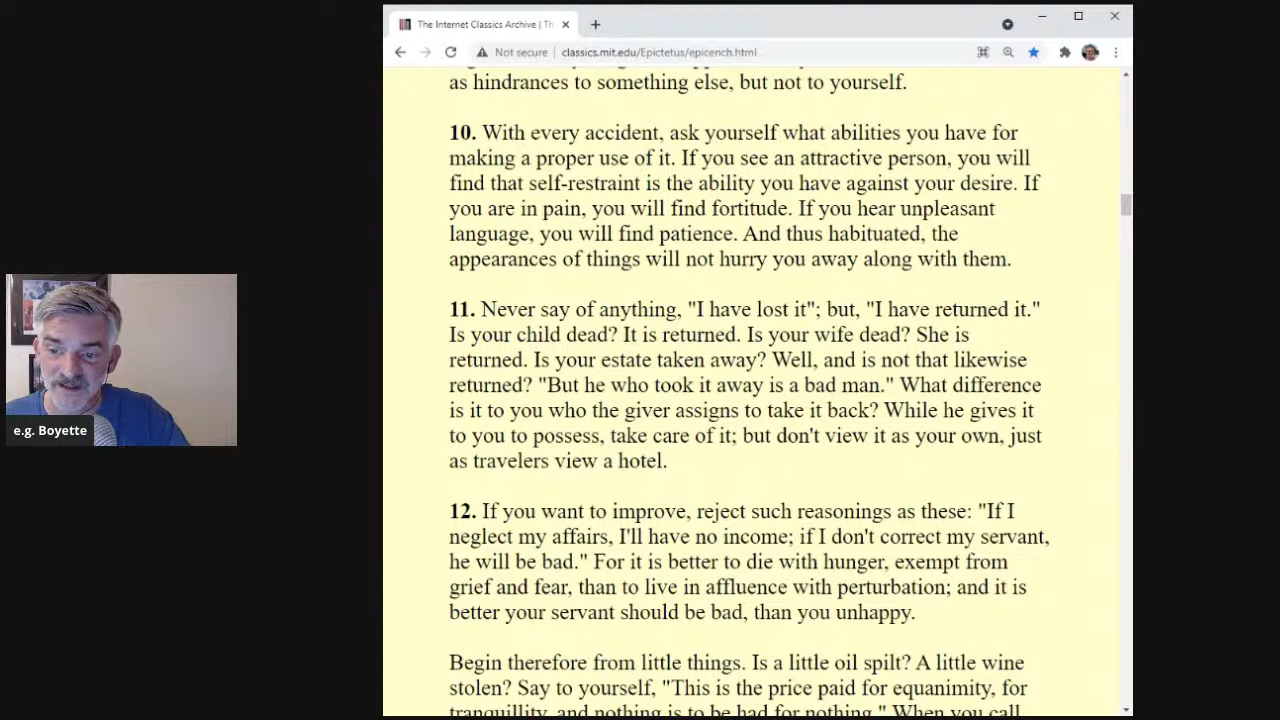 The Internet Classics Archive | Th
Not secure
classics.mit.edu/Epictetus/epicench.html
as hindrances to something else, but not to yourself.
10. With every accident, ask yourself what abilities you have for
making a proper use of it. If you see an attractive person, you will
find that self-restraint is the ability you have against your desire. If
you are in pain, you will find fortitude. If you hear unpleasant
language, you will find patience. And thus habituated, the
appearances of things will not hurry you away along with them.
11. Never say of anything, "I have lost it"; but, "I have returned it."
Is your child dead? It is returned. Is your wife dead? She is
returned. Is your estate taken away? Well, and is not that likewise
returned? "But he who took it away is a bad man." What difference
is it to you who the giver assigns to take it back? While he gives it
to you to possess, take care of it; but don't view it as your own, just
as travelers view a hotel.
12. If you want to improve, reject such reasonings as these: "If I
neglect my affairs, I'll have no income; if I don't correct my servant,
he will be bad." For it is better to die with hunger, exempt from
grief and fear, than to live in affluence with perturbation; and it is
better your servant should be bad, than you unhappy.
Begin therefore from little things. Is a little oil spilt? A little wine
stolen? Say to yourself, "This is the price paid for equanimity, for
tranquillity, and nothing is to be had for nothing." When you call
e.g. Boyette